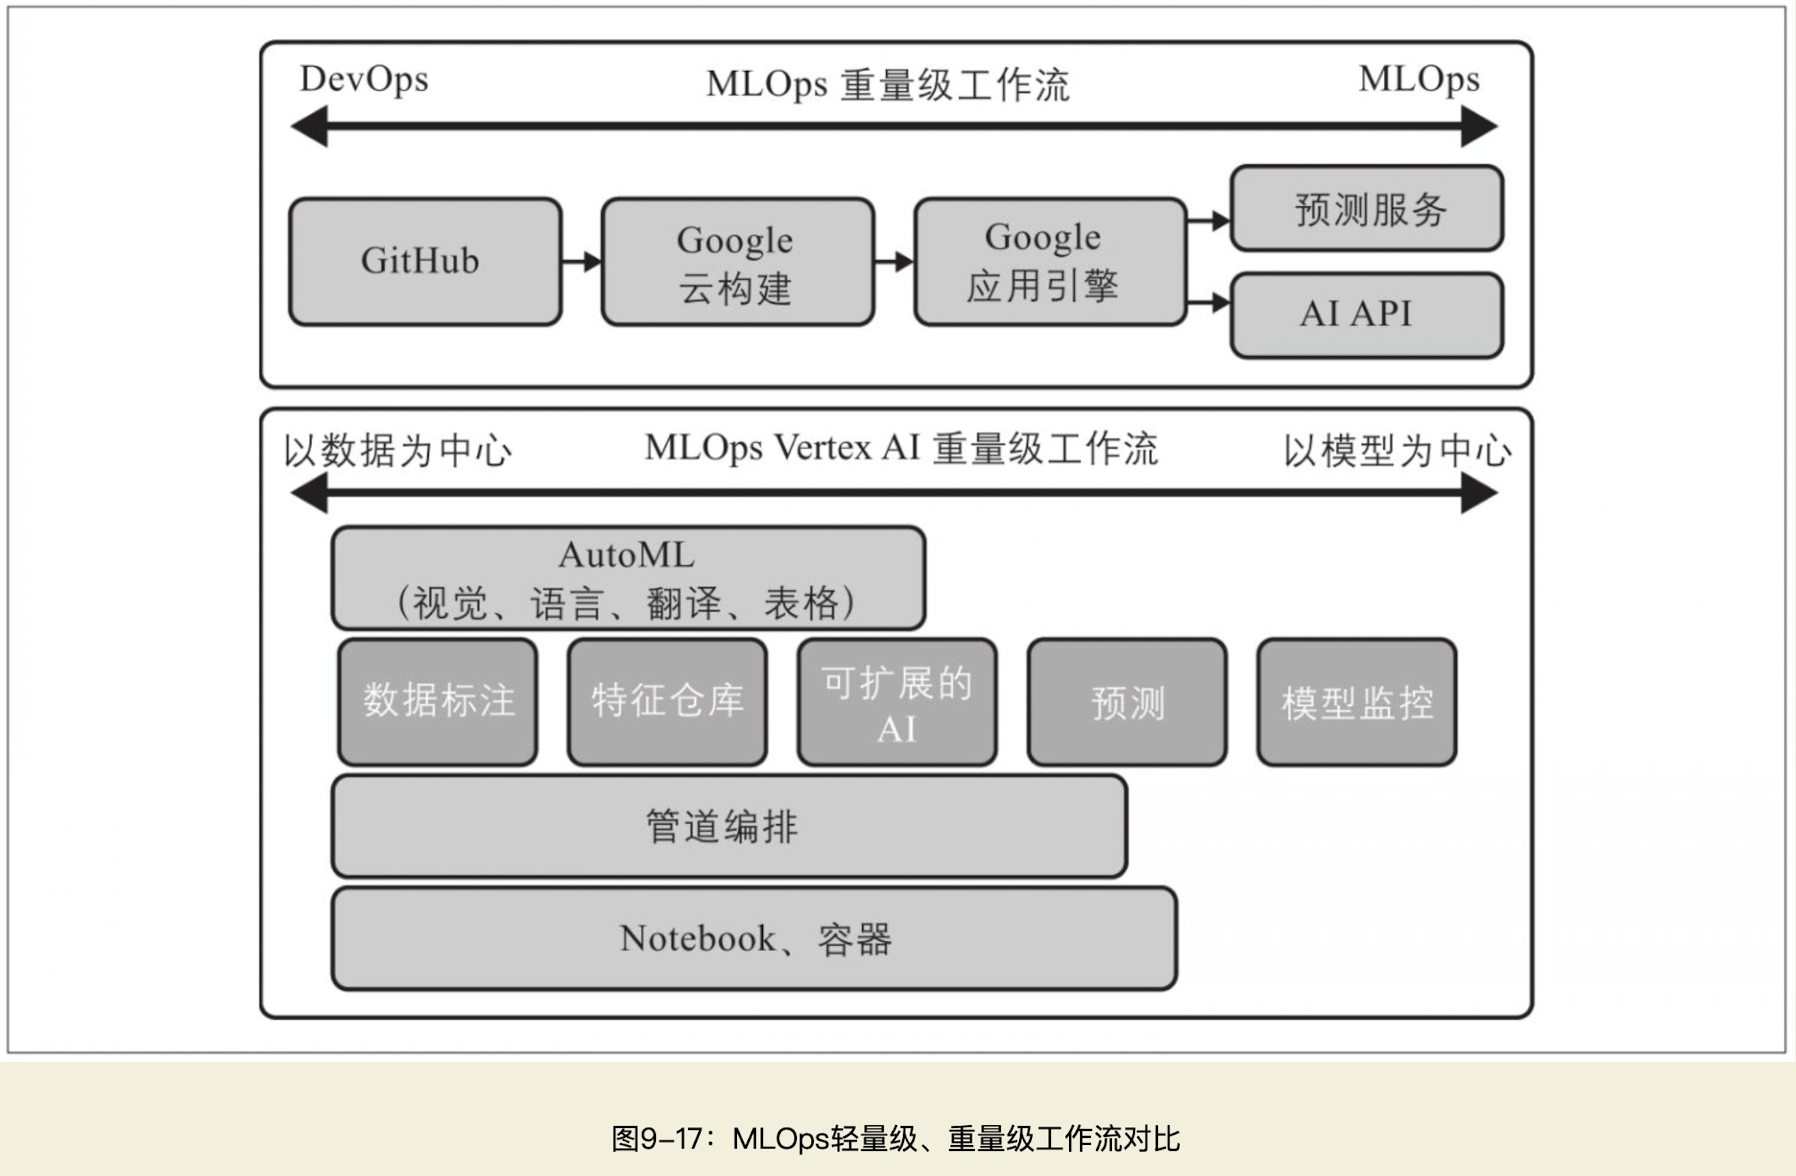 DevOps MLOps 重量级工作流 MLOps
GitHub
Google
云构建
Google
应用引擎
预测服务
AI API
以数据为中心 MLOps Vertex AI 重量级工作流 以模型为中心
AutoML
(视觉、语言、翻译、表格)
数据标注
特征仓库
可扩展的
AI
预测
模型监控
管道编排
Notebook、容器
图9-17：MLOps轻量级、重量级工作流对比